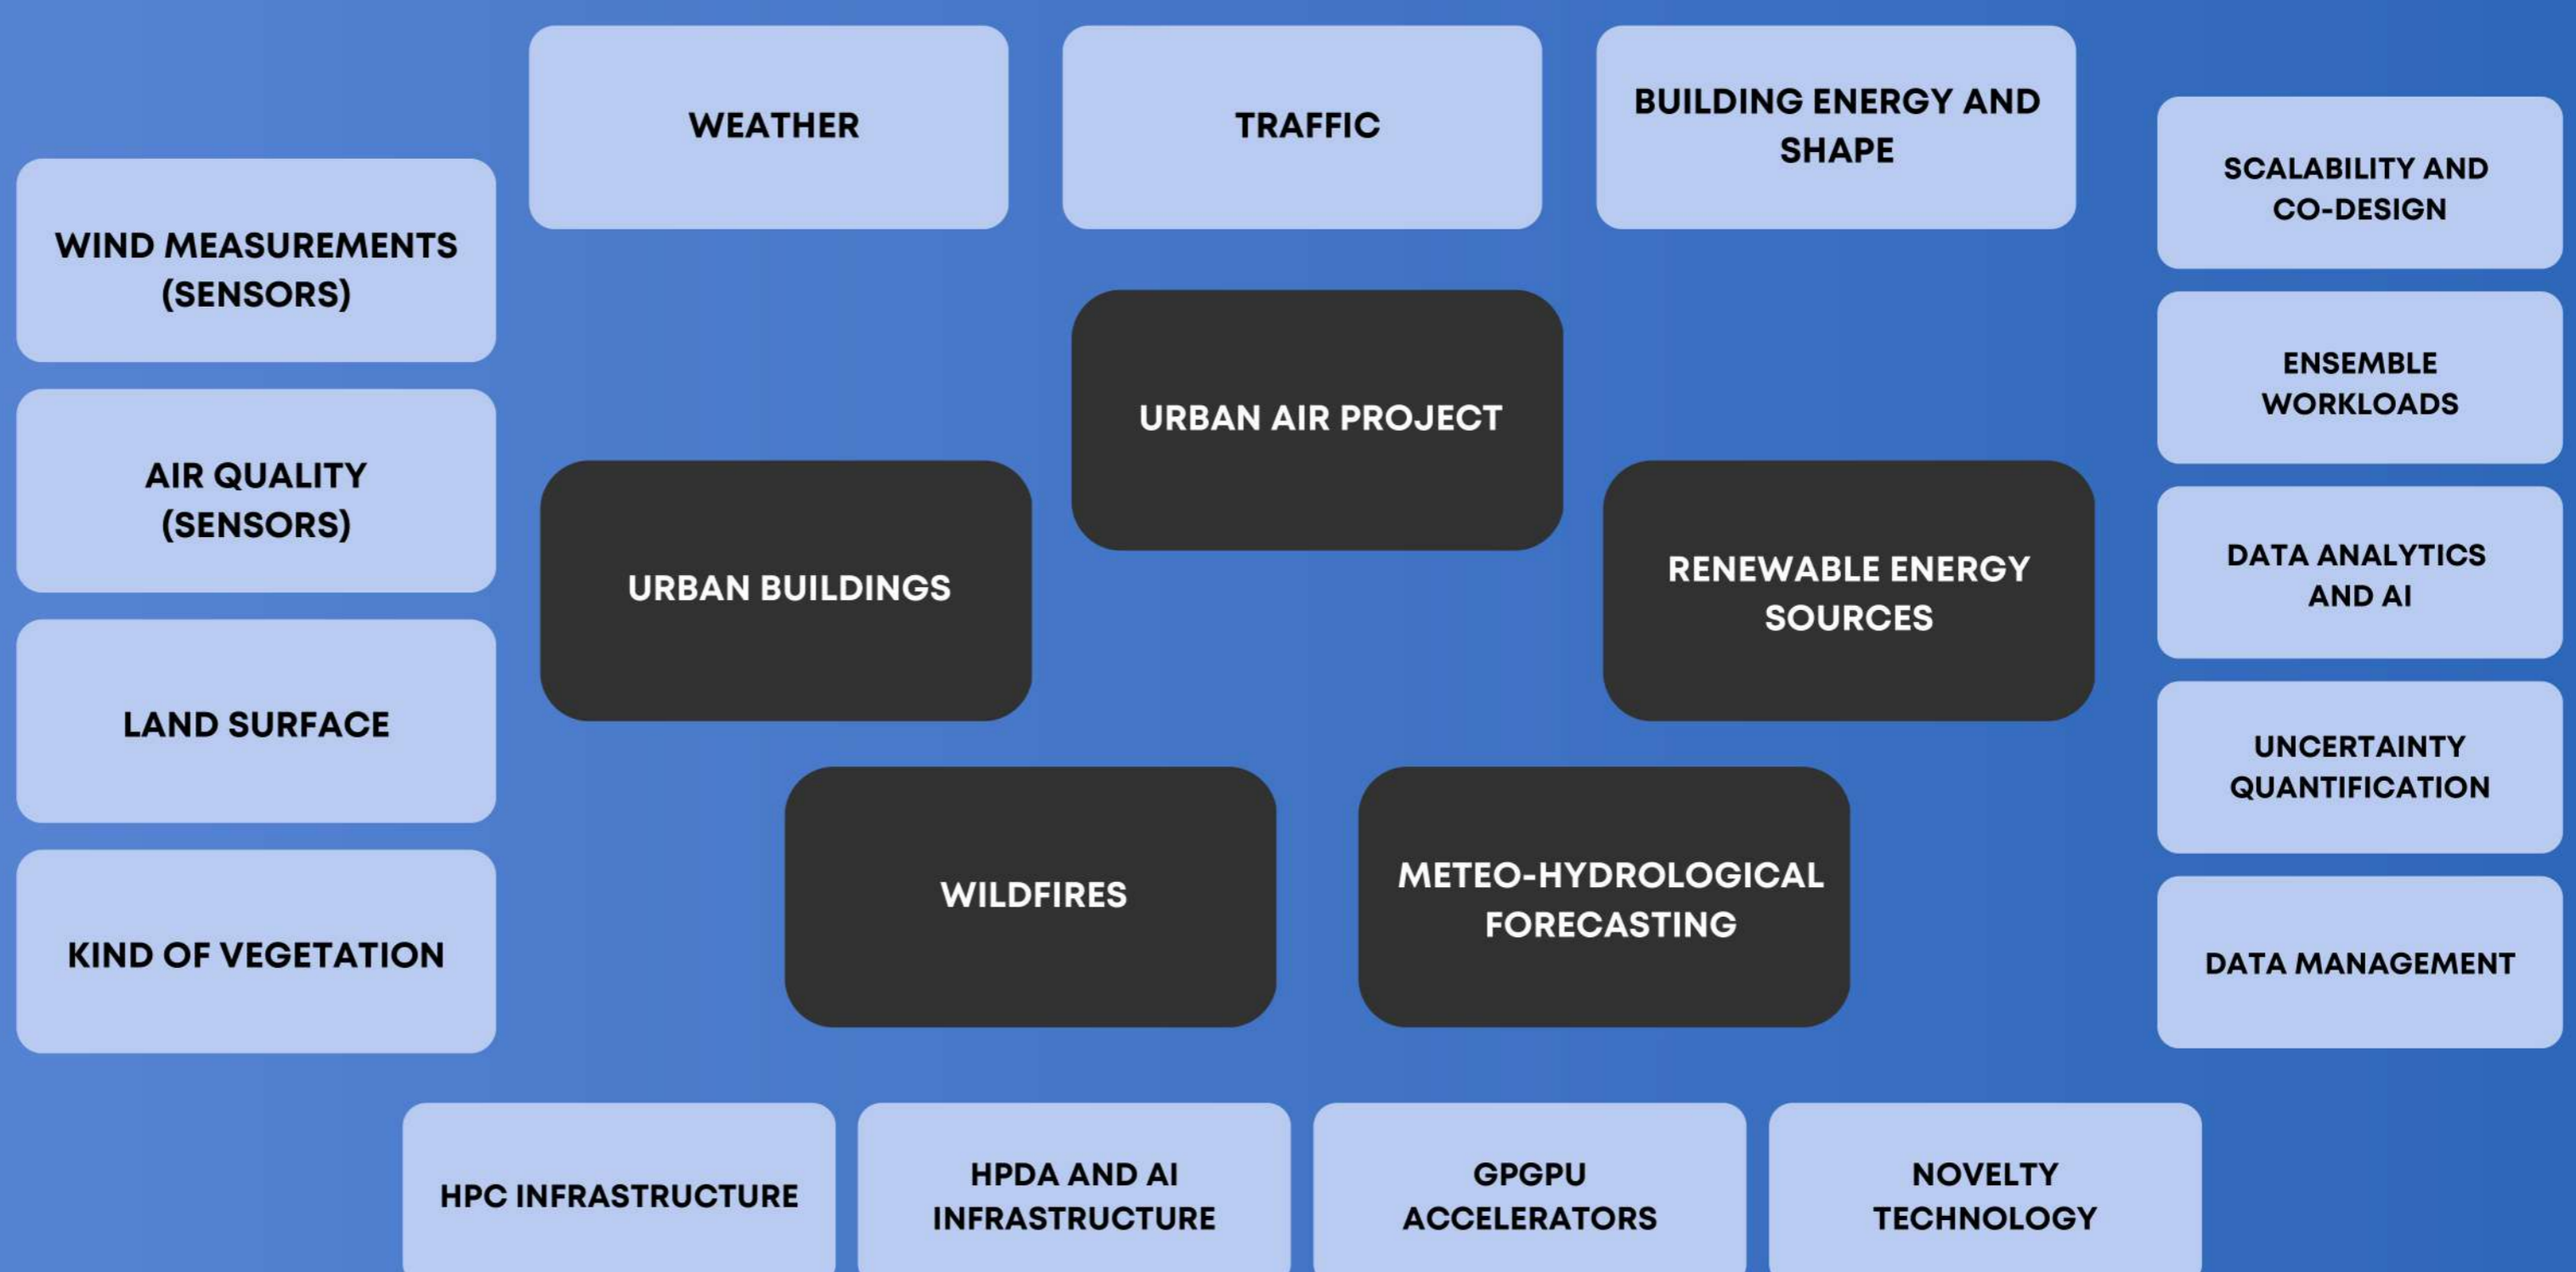 WEATHER
TRAFFIC
BUILDING ENERGY AND
SHAPE
WIND MEASUREMENTS
(SENSORS)
AIR QUALITY
(SENSORS)
LAND SURFACE
KIND OF VEGETATION
URBAN AIR PROJECT
URBAN BUILDINGS
RENEWABLE ENERGY
SOURCES
WILDFIRES
METEO-HYDROLOGICAL
FORECASTING
SCALABILITY AND
CO-DESIGN
ENSEMBLE
WORKLOADS
DATA ANALYTICS
AND AI
UNCERTAINTY
QUANTIFICATION
DATA MANAGEMENT
HPC INFRASTRUCTURE
HPDA AND AI
INFRASTRUCTURE
GPGPU
ACCELERATORS
NOVELTY
TECHNOLOGY